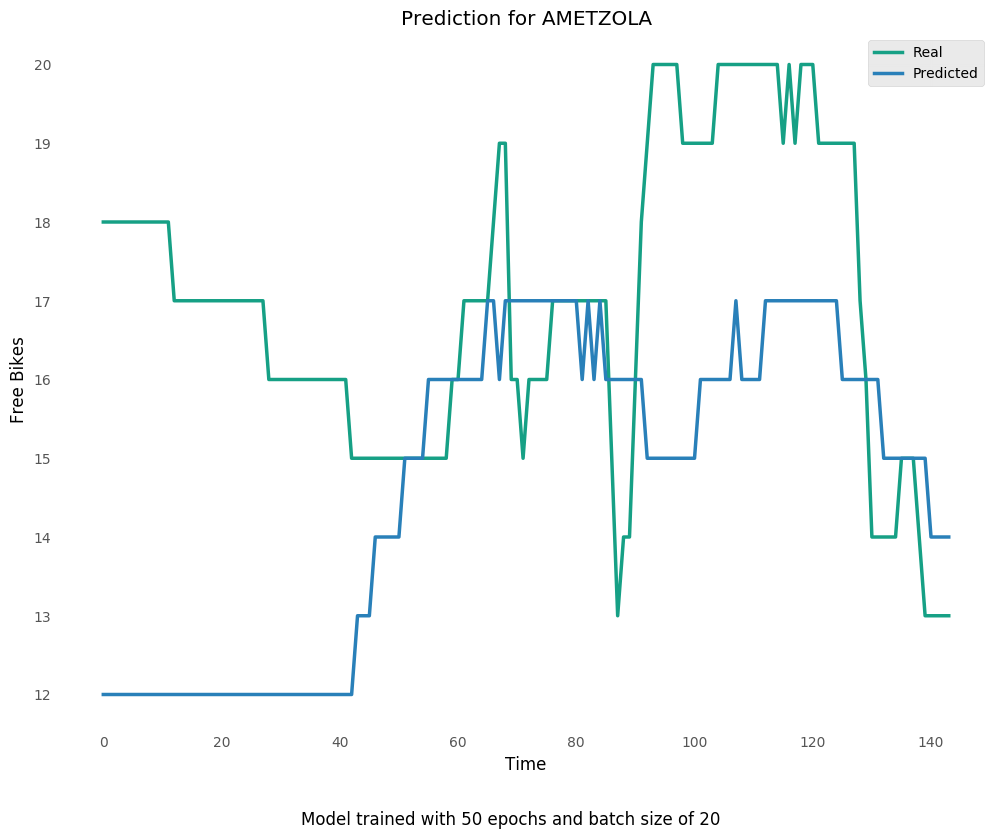 Prediction for AMETZOLA
Real
Predicted
Free Bikes
20
19
18
17
16
15
14
13
12
0 20 40 60 80 100 120 140
Time
Model trained with 50 epochs and batch size of 20